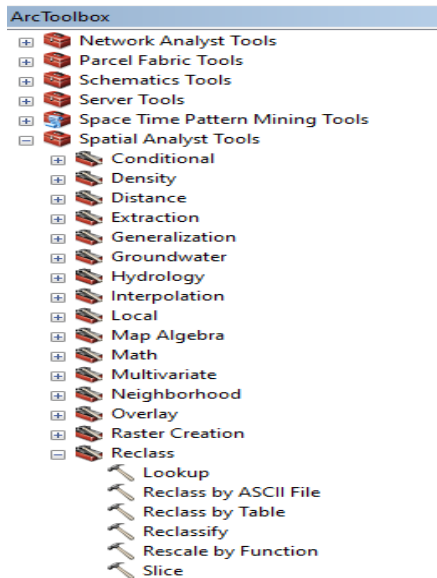 ArcToolbox
Network Analyst Tools
Parcel Fabric Tools
Schematics Tools
Server Tools
Space Time Pattern Mining Tools
Spatial Analyst Tools
Conditional
Density
Distance
Extraction
Generalization
Groundwater
Hydrology
Interpolation
Local
Map Algebra
Math
Multivariate
Neighborhood
Overlay
Raster Creation
Reclass
Lookup
Reclass by ASCII File
Reclass by Table
Reclassify
Rescale by Function
Slice